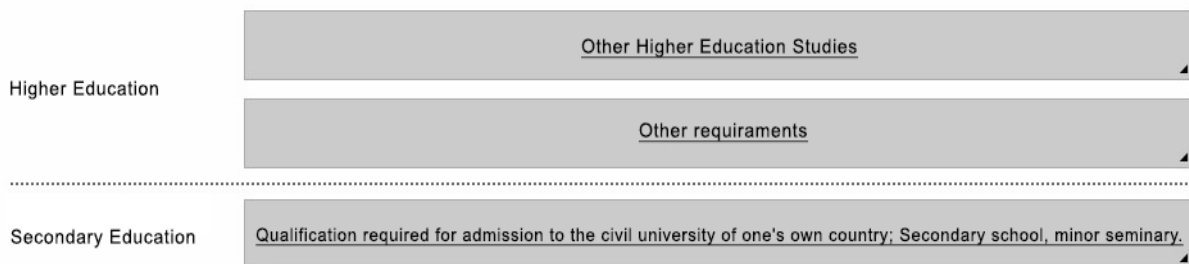 Other Higher Education Studies
Higher Education
Other requiraments
Secondary Education
Qualification required for admission to the civil university of one's own country; Secondary school, minor seminary.